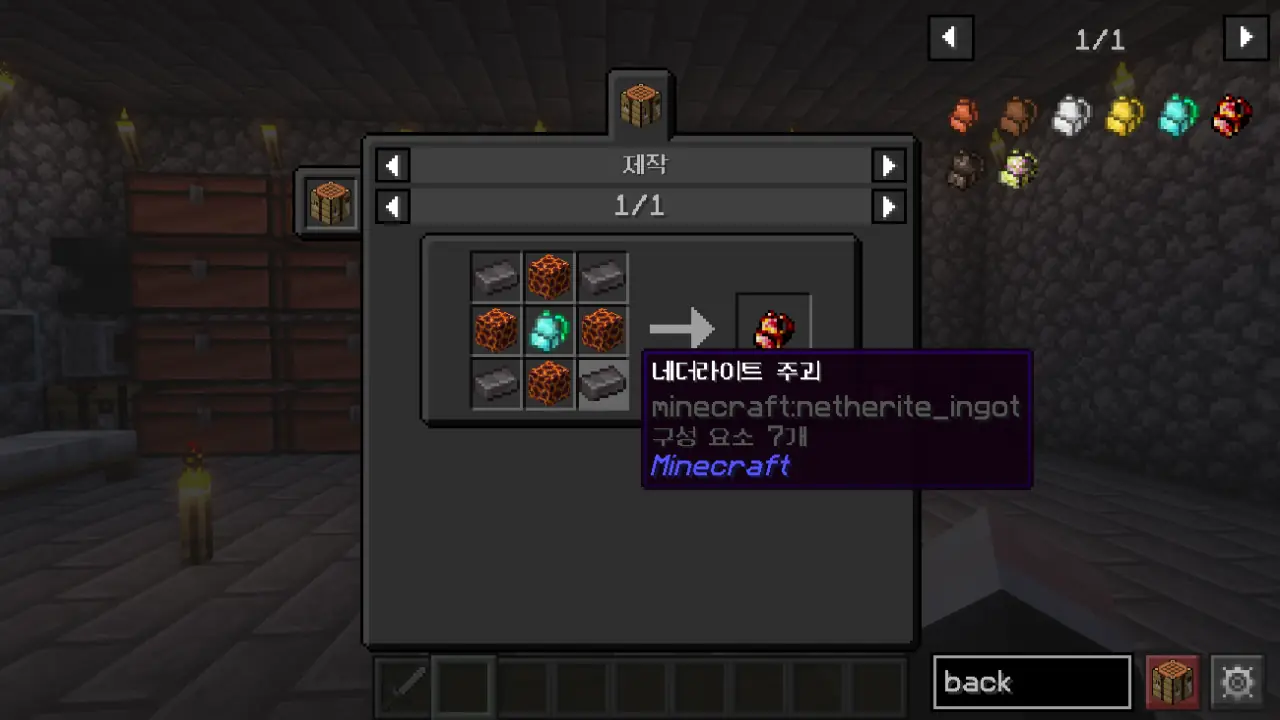 1/1
제작
1/1
네더라이트 주괴
minecraft:netherite_ingot
구성 요소 7개
Minecraft
back